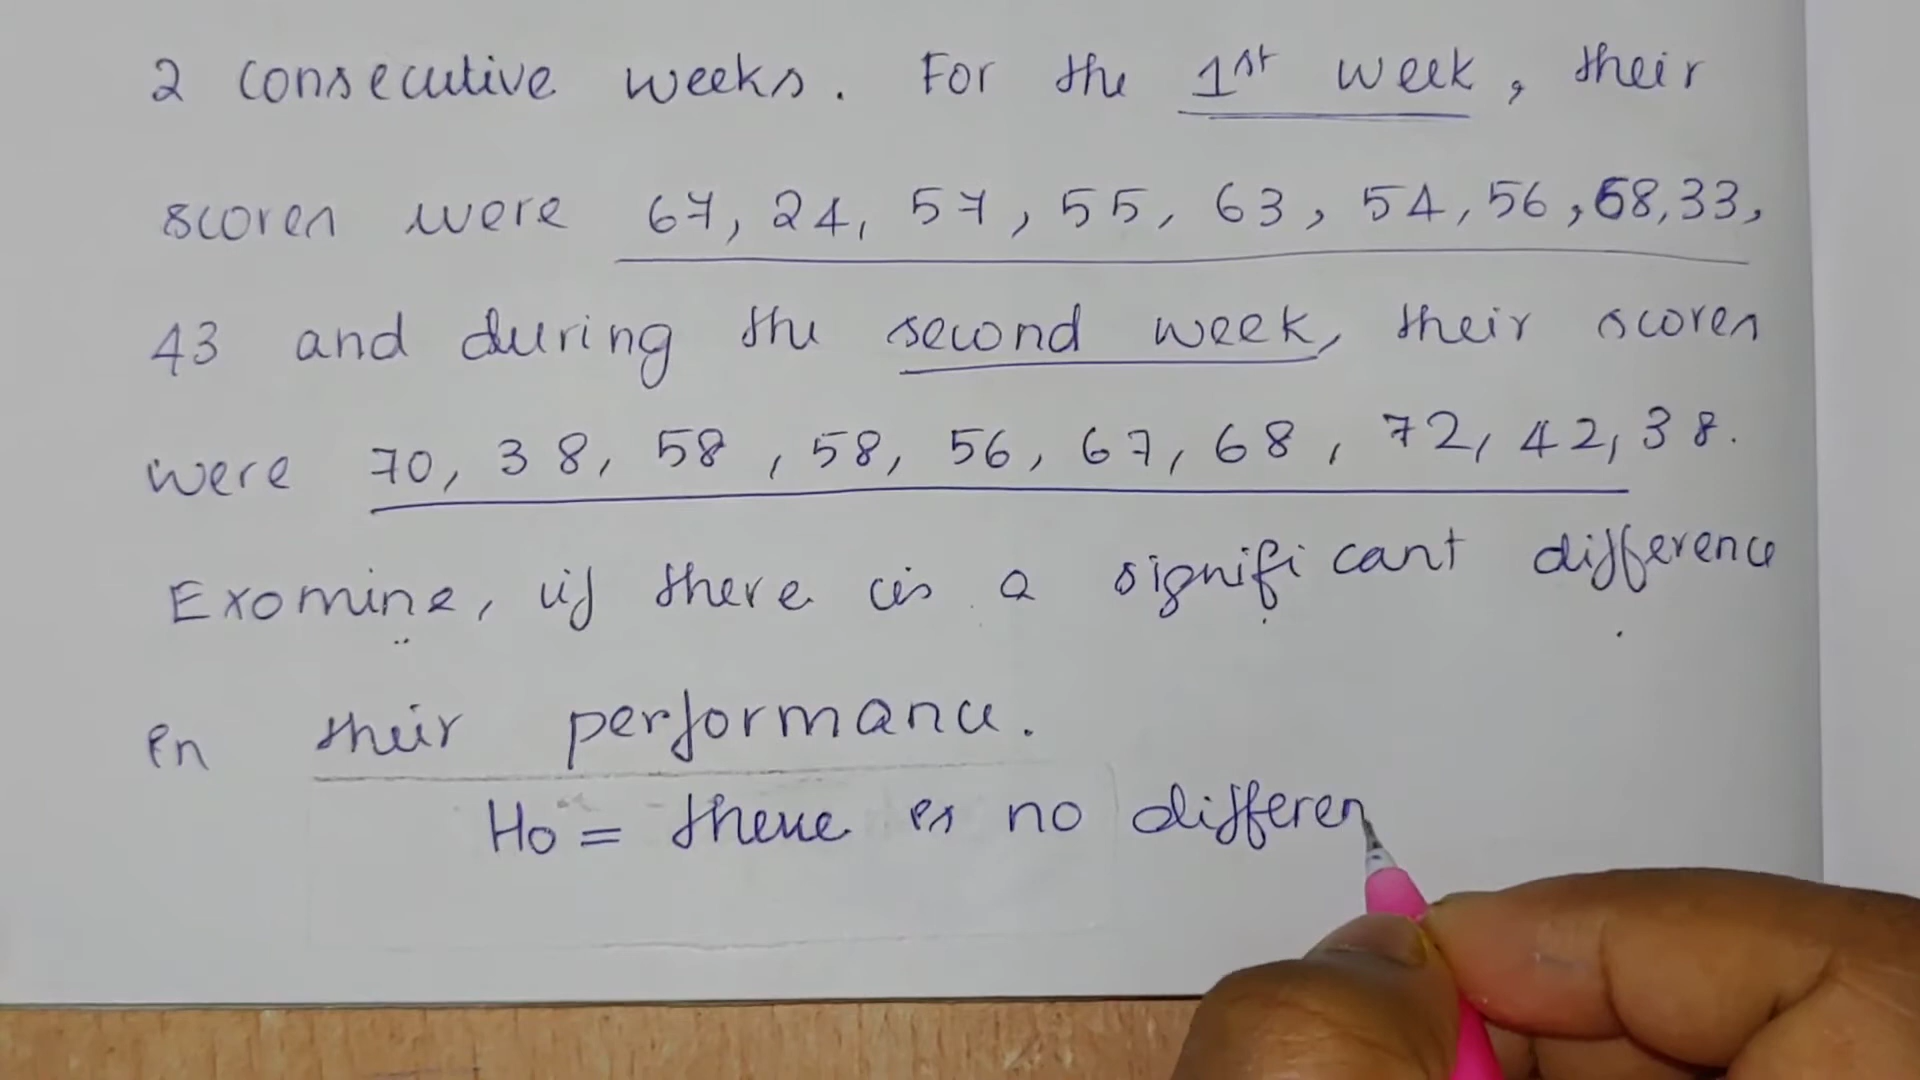 2 consecutive weeks. For the 1st week, their
scores were 67, 24, 57, 55, 63, 54, 56, 68, 33,
43 and during the second week, their scores
were 70, 38, 58, 58, 56, 67, 68, 72, 42, 38.
Examine, if there is a significant difference
in their performance.
Ho = there is no differen